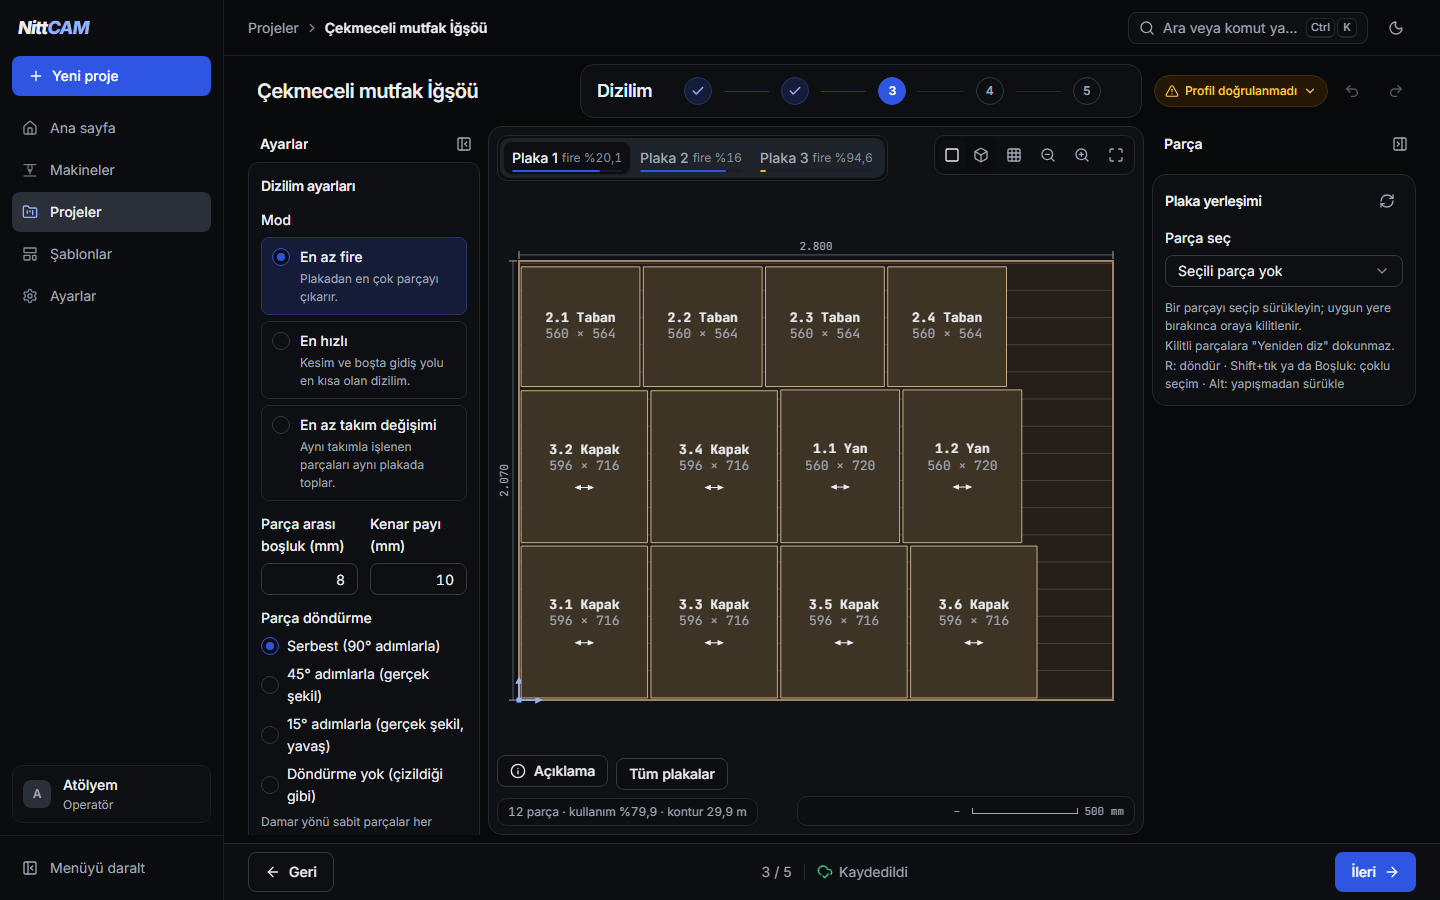 NittCAM
Yeni proje
Ana sayfa
Makineler
Projeler
Şablonlar
Ayarlar
A
Atölyem
Operatör
Menüyü daralt
Projeler > Çekmeceli mutfak İğşöü
Ara veya komut ya... Ctrl K
Çekmeceli mutfak İğşöü
Dizilim 3 4 5
Profil doğrulanmadı
Ayarlar
Dizilim ayarları
Mod
En az fire
Plakadan en çok parçayı
çıkarır.
En hızlı
Kesim ve boşta gidiş yolu
en kısa olan dizilim.
En az takım değişimi
Aynı takımla işlenen
parçaları aynı plakada
toplar.
Parça arası
boşluk (mm)
Kenar payı
(mm)
8
10
Parça döndürme
Serbest (90° adımlarla)
45° adımlarla (gerçek
şekil)
15° adımlarla (gerçek şekil,
yavaş)
Döndürme yok (çizildiği
gibi)
Damar yönü sabit parçalar her
Plaka 1 fire %20,1
Plaka 2 fire %16
Plaka 3 fire %94,6
2.800
2.070
2.1 Taban
560 × 564
2.2 Taban
560 × 564
2.3 Taban
560 × 564
2.4 Taban
560 × 564
3.2 Kapak
596 × 716
3.4 Kapak
596 × 716
1.1 Yan
560 × 720
1.2 Yan
560 × 720
3.1 Kapak
596 × 716
3.3 Kapak
596 × 716
3.5 Kapak
596 × 716
3.6 Kapak
596 × 716
Açıklama
Tüm plakalar
12 parça · kullanım %79,9 · kontur 29,9 m
– 500 mm
Parça
Plaka yerleşimi
Parça seç
Seçili parça yok
Bir parçayı seçip sürükleyin; uygun yere
bırakınca oraya kilitlenir.
Kilitli parçalara "Yeniden diz" dokunmaz.
R: döndür · Shift+tık ya da Boşluk: çoklu
seçim · Alt: yapışmadan sürükle
Geri
3 / 5
Kaydedildi
İleri